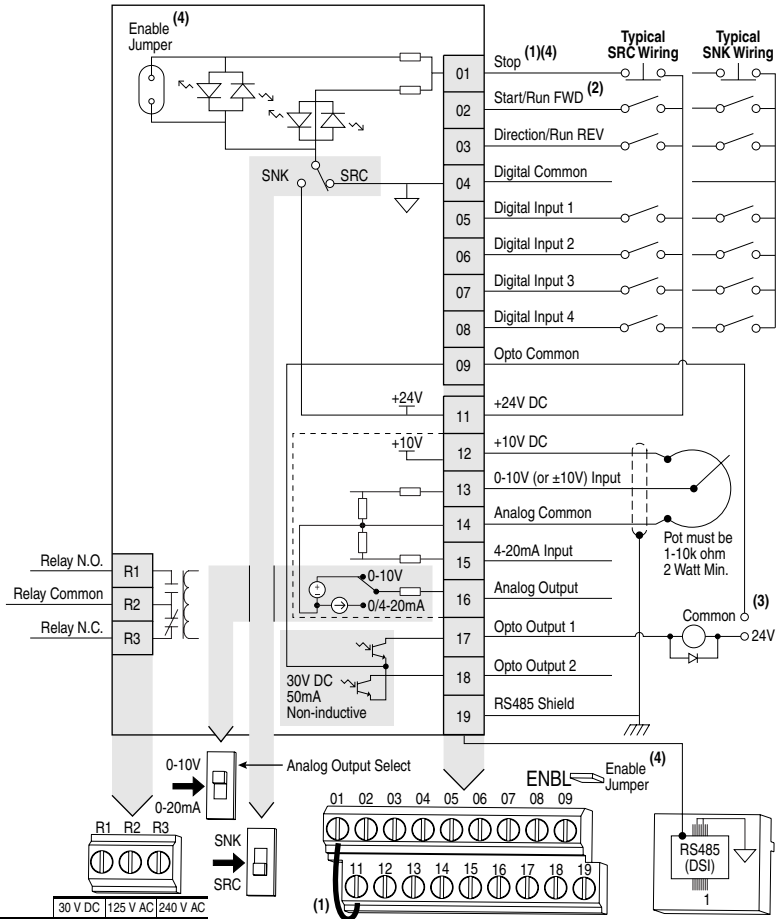 Enable (4)
Jumper
Typical
SRC Wiring
Typical
SNK Wiring
01 Stop (1)(4)
02 Start/Run FWD (2)
03 Direction/Run REV
SNK SRC
04 Digital Common
05 Digital Input 1
06 Digital Input 2
07 Digital Input 3
08 Digital Input 4
09 Opto Common
+24V 11 +24V DC
+10V 12 +10V DC
13 0-10V (or ±10V) Input
14 Analog Common
Pot must be
1-10k ohm
2 Watt Min.
15 4-20mA Input
Relay N.O. R1
Relay Common R2
Relay N.C. R3
0-10V
0/4-20mA
16 Analog Output
Common (3)
24V
17 Opto Output 1
18 Opto Output 2
30V DC
50mA
Non-inductive
19 RS485 Shield
0-10V
Analog Output Select
0-20mA
ENBL Enable (4)
Jumper
01 02 03 04 05 06 07 08 09
R1 R2 R3
SNK
SRC
11 12 13 14 15 16 17 18 19
(1)
RS485
(DSI)
1
30 V DC 125 V AC 240 V AC